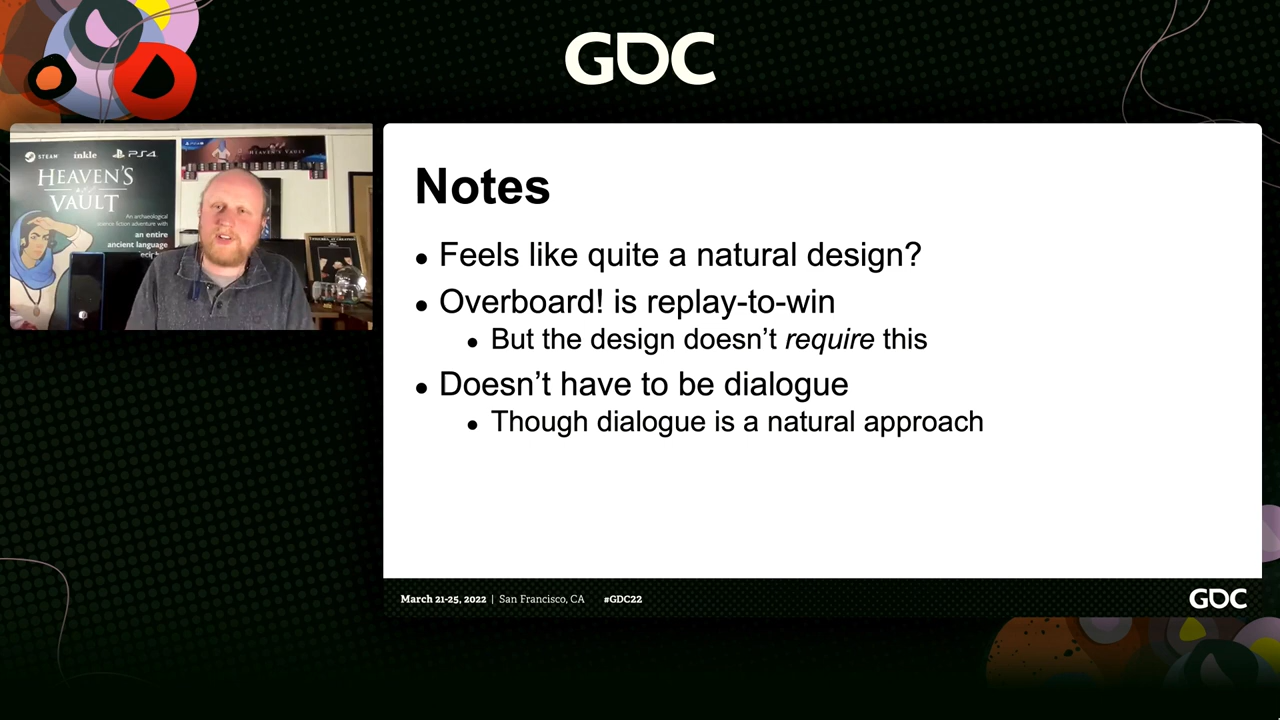 GDC
STEAM inkle PS4
HEAVEN'S
VAULT
An archaeological
science fiction adventure with
an entire
ancient language
HEAVEN'S VAULT
Notes
• Feels like quite a natural design?
• Overboard! is replay-to-win
• But the design doesn't require this
• Doesn't have to be dialogue
• Though dialogue is a natural approach
March 21-25, 2022 | San Francisco, CA #GDC22
GDC